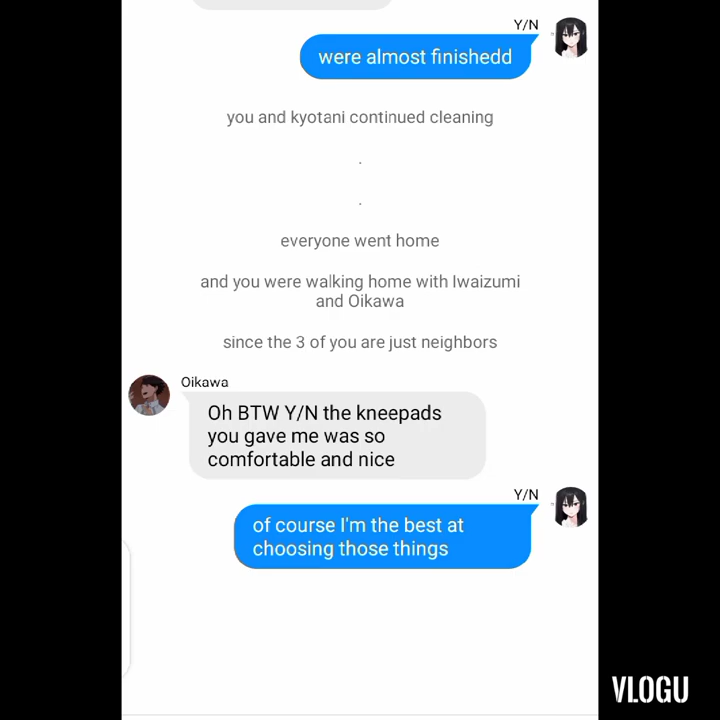 Y/N
were almost finishedd
you and kyotani continued cleaning
.
.
everyone went home
and you were walking home with Iwaizumi
and Oikawa
since the 3 of you are just neighbors
Oikawa
Oh BTW Y/N the kneepads
you gave me was so
comfortable and nice
Y/N
of course I'm the best at
choosing those things
VLOGU